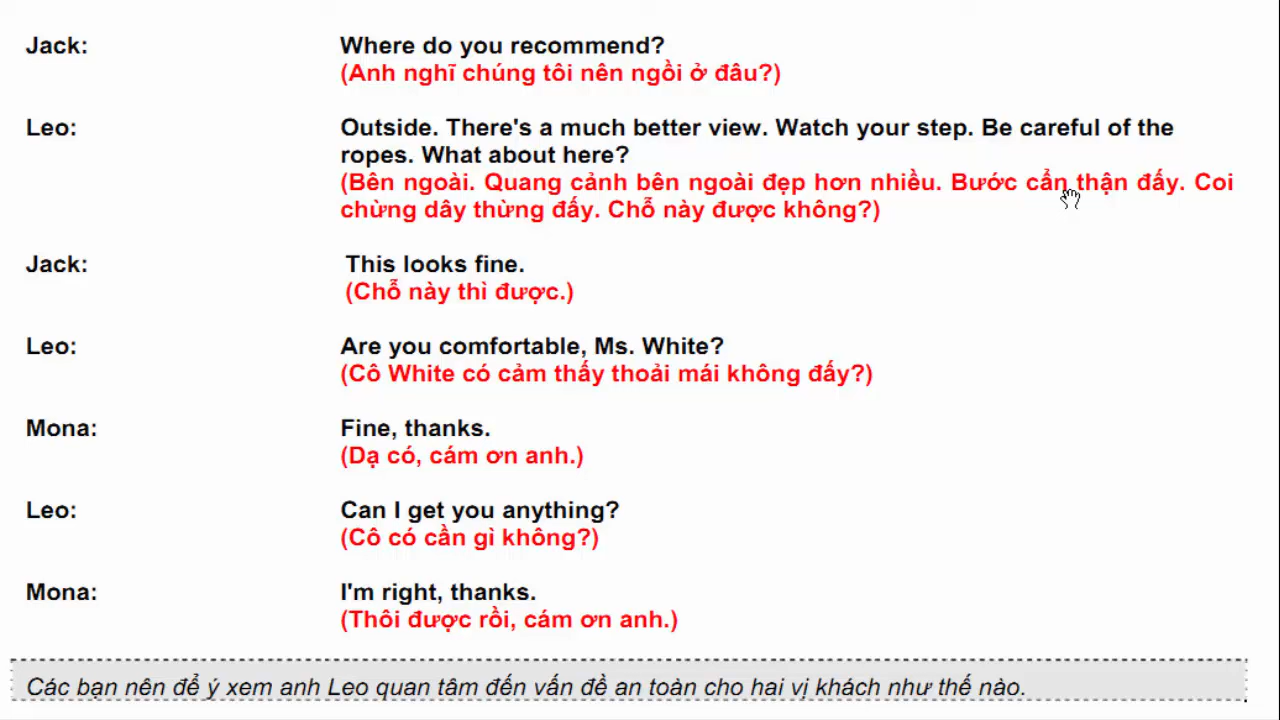 Jack: Where do you recommend?
(Anh nghĩ chúng tôi nên ngồi ở đâu?)
Leo: Outside. There's a much better view. Watch your step. Be careful of the
ropes. What about here?
(Bên ngoài. Quang cảnh bên ngoài đẹp hơn nhiều. Bước cẩn thận đấy. Coi
chừng dây thừng đấy. Chỗ này được không?)
Jack: This looks fine.
(Chỗ này thì được.)
Leo: Are you comfortable, Ms. White?
(Cô White có cảm thấy thoải mái không đấy?)
Mona: Fine, thanks.
(Dạ có, cám ơn anh.)
Leo: Can I get you anything?
(Cô có cần gì không?)
Mona: I'm right, thanks.
(Thôi được rồi, cám ơn anh.)
Các bạn nên để ý xem anh Leo quan tâm đến vấn đề an toàn cho hai vị khách như thế nào.